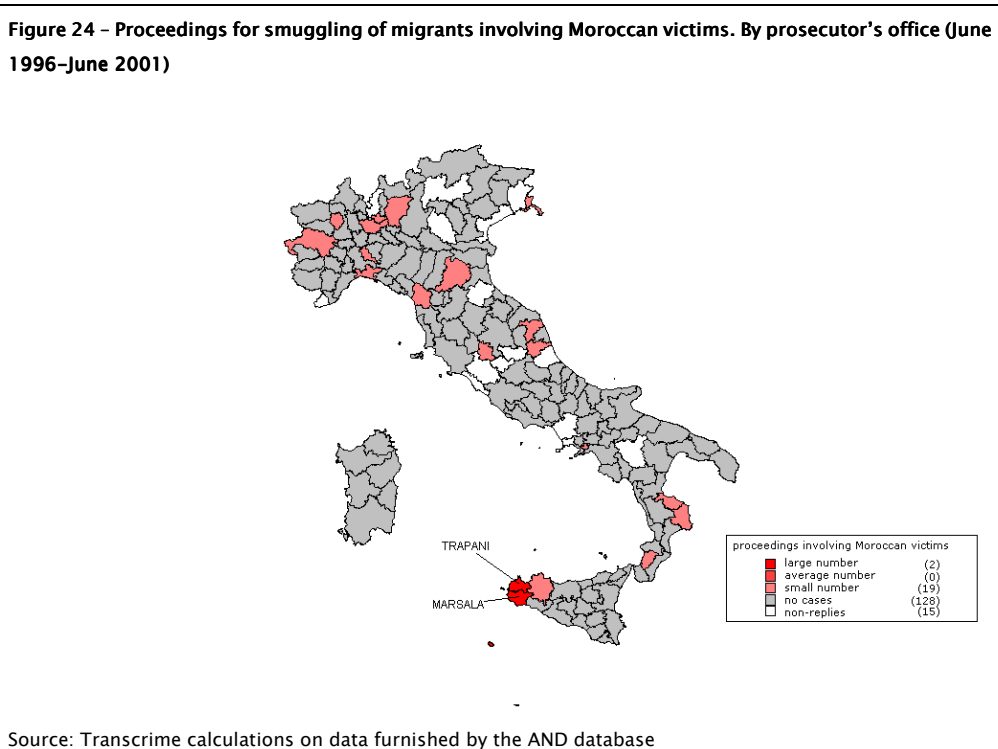 Figure 24 – Proceedings for smuggling of migrants involving Moroccan victims. By prosecutor’s office (June
1996–June 2001)
TRAPANI
MARSALA
proceedings involving Moroccan victims
large number (2)
average number (0)
small number (19)
no cases (128)
non-replies (15)
Source: Transcrime calculations on data furnished by the AND database